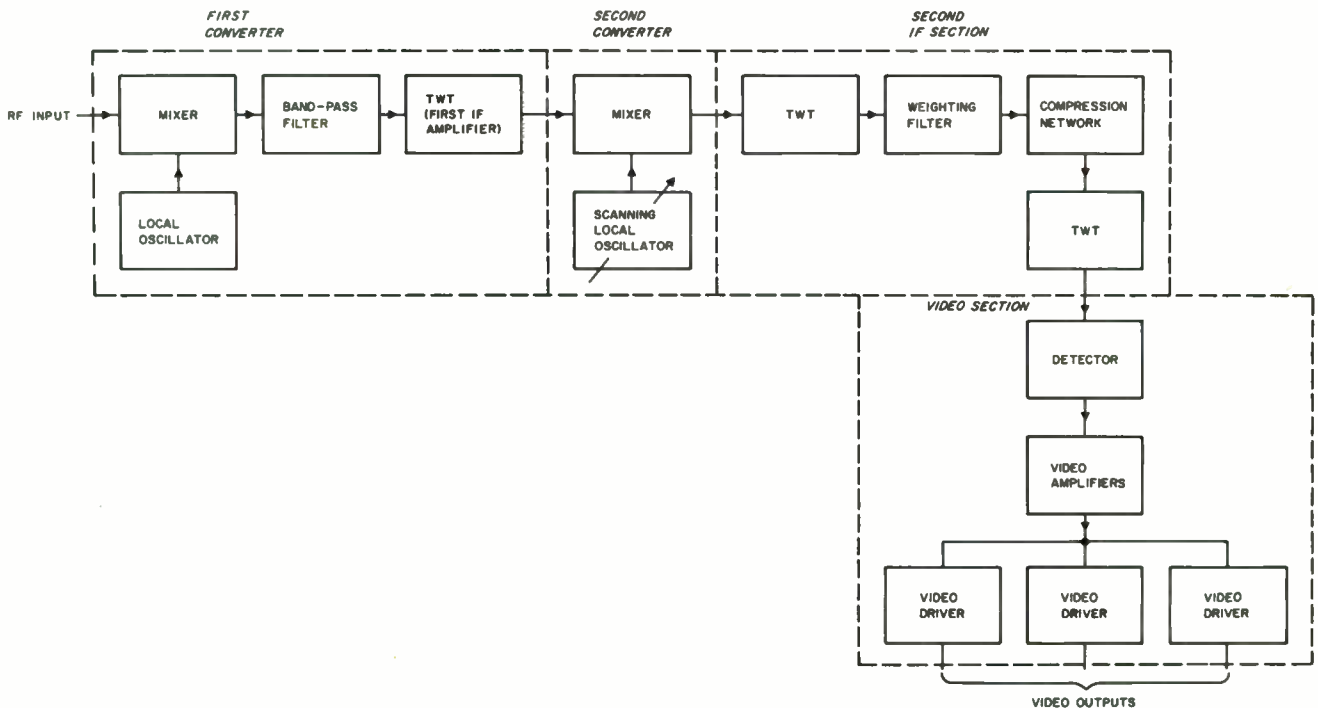 FIRST
CONVERTER
SECOND
CONVERTER
SECOND
IF SECTION
RF INPUT
MIXER
BAND-PASS
FILTER
TWT
(FIRST IF
AMPLIFIER)
MIXER
TWT
WEIGHTING
FILTER
COMPRESSION
NETWORK
LOCAL
OSCILLATOR
SCANNING
LOCAL
OSCILLATOR
TWT
VIDEO SECTION
DETECTOR
VIDEO
AMPLIFIERS
VIDEO
DRIVER
VIDEO
DRIVER
VIDEO
DRIVER
VIDEO OUTPUTS